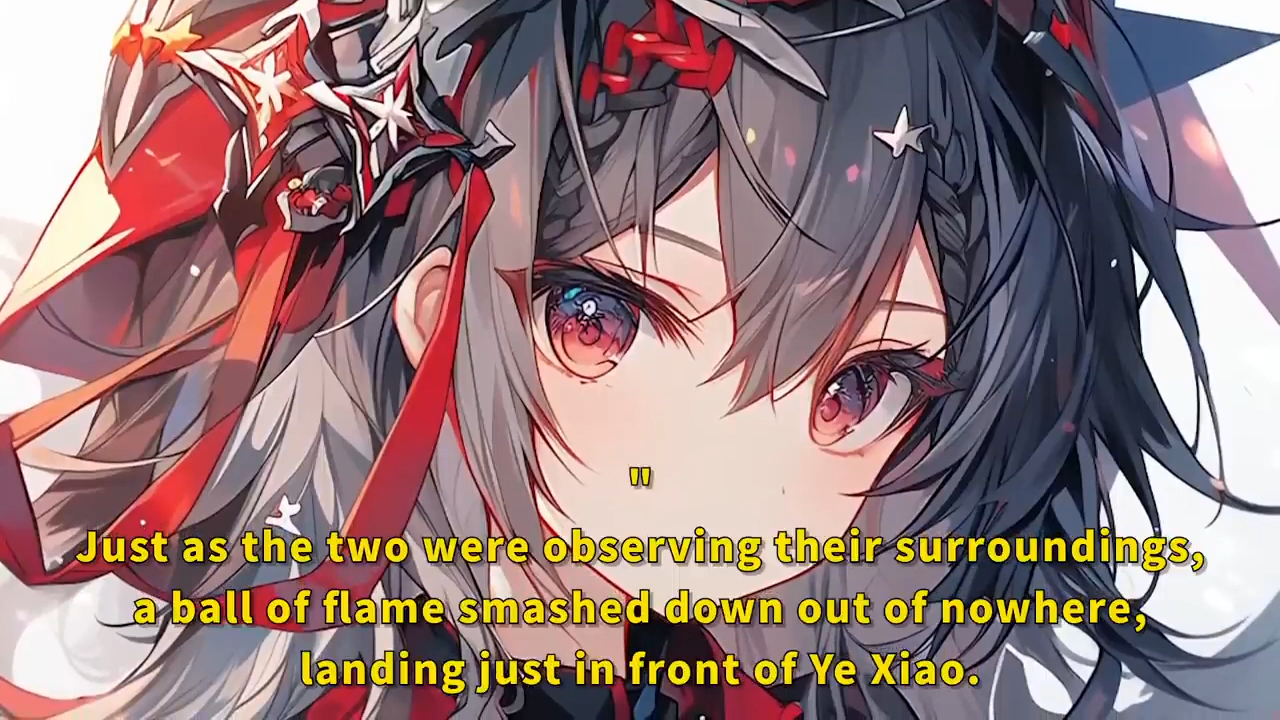 "
Just as the two were observing their surroundings,
a ball of flame smashed down out of nowhere,
landing just in front of Ye Xiao.